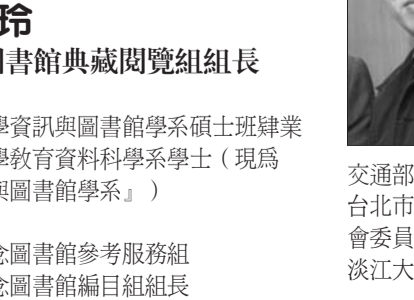 玲
圖書館典藏閱覽組組長
學資訊與圖書館學系碩士班肄業
學教育資料科學系學士（現為
與圖書館學系』）
念圖書館參考服務組
念圖書館編目組組長
交通部
台北市
會委員
淡江大